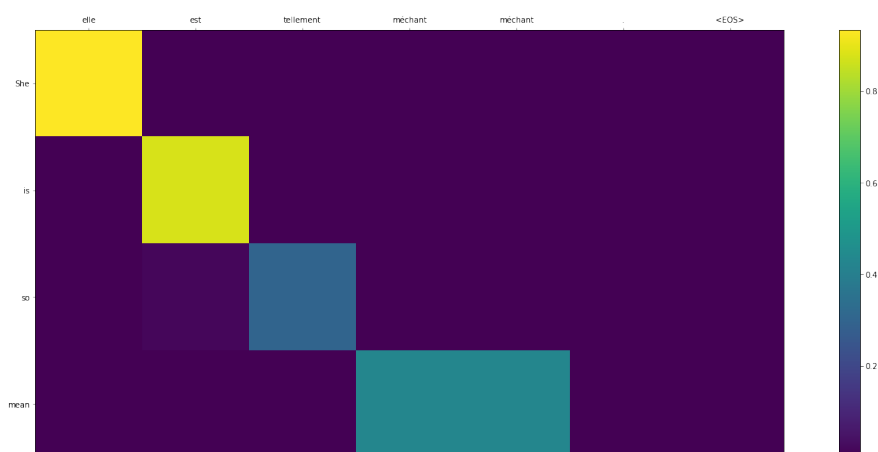 elle est tellement méchant méchant . <EOS>
She
is
so
mean
0.8
0.6
0.4
0.2